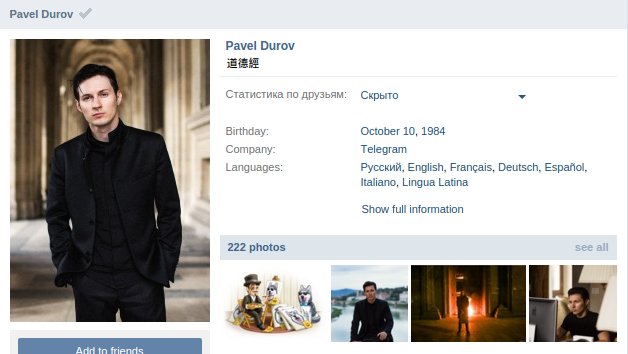 Pavel Durov
Pavel Durov
道德經
Статистика по друзьям: Скрыто
Birthday: October 10, 1984
Company: Telegram
Languages: Русский, English, Français, Deutsch, Español,
Italiano, Lingua Latina
Show full information
222 photos see all
Add to friends